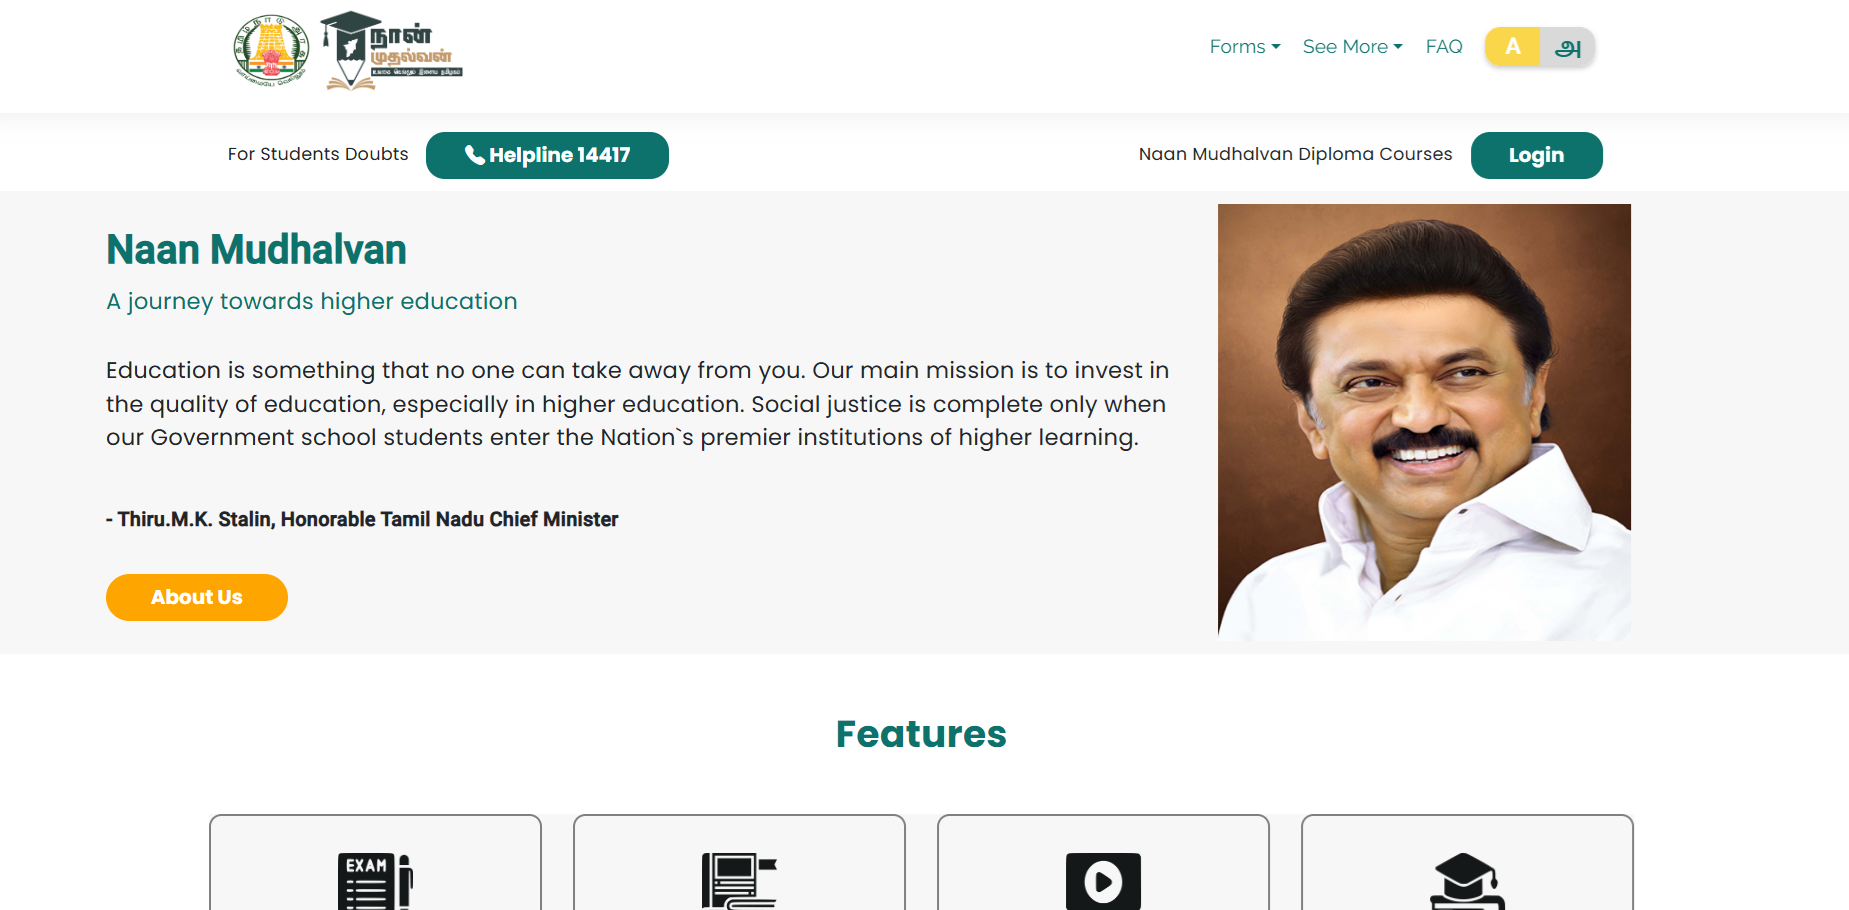 நான்
முதல்வன்
உலகை வெல்லும் இளைய தமிழகம்
Forms
See More
FAQ
A
அ
For Students Doubts
Helpline 14417
Naan Mudhalvan Diploma Courses
Login
Naan Mudhalvan
A journey towards higher education
Education is something that no one can take away from you. Our main mission is to invest in
the quality of education, especially in higher education. Social justice is complete only when
our Government school students enter the Nation`s premier institutions of higher learning.
- Thiru.M.K. Stalin, Honorable Tamil Nadu Chief Minister
About Us
Features
EXAM